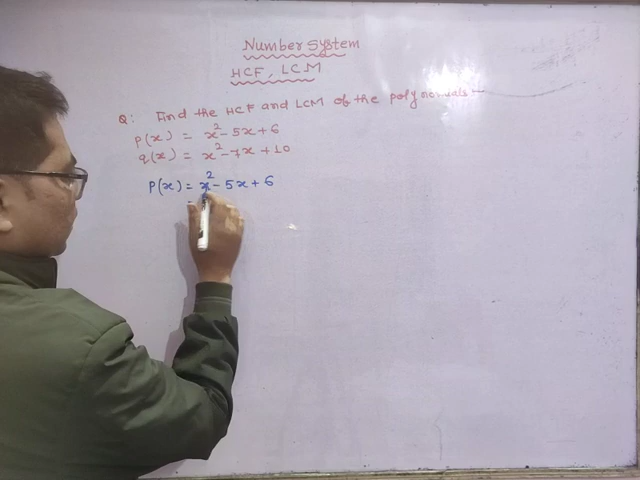 Number System
HCF, LCM
Q: Find the HCF and LCM of the polynomials
p(x) = x²-5x+6
q(x) = x²-7x+10
P(x) = x²-5x+6